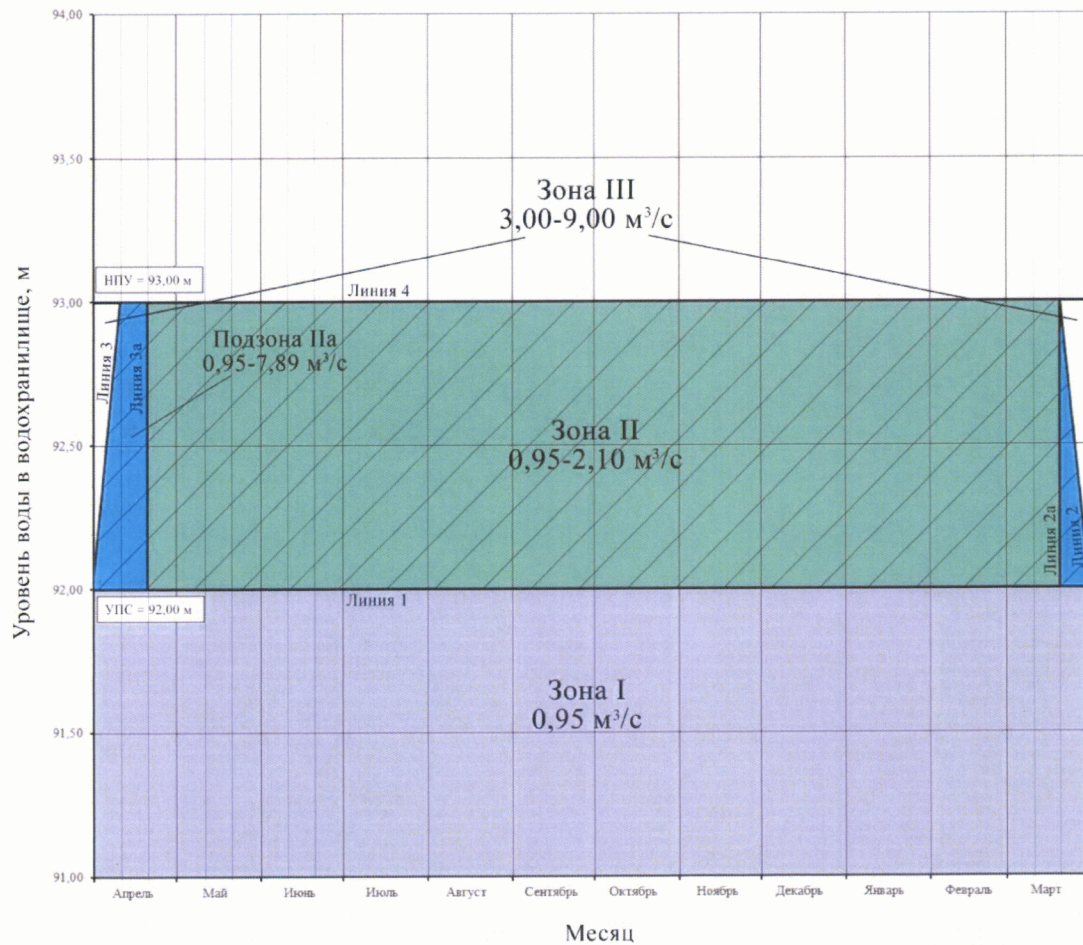 94,00
93,50
Зона III
3,00-9,00 м³/с
НПУ = 93,00 м
93,00
Линия 4
Линия 3
Линия 3а
Подзона IIа
0,95-7,89 м³/с
92,50
Зона II
0,95-2,10 м³/с
Линия 2а
Линия 2
92,00
УПС = 92,00 м
Линия 1
Зона I
0,95 м³/с
91,50
91,00
Уровень воды в водохранилище, м
Апрель Май Июнь Июль Август Сентябрь Октябрь Ноябрь Декабрь Январь Февраль Март
Месяц